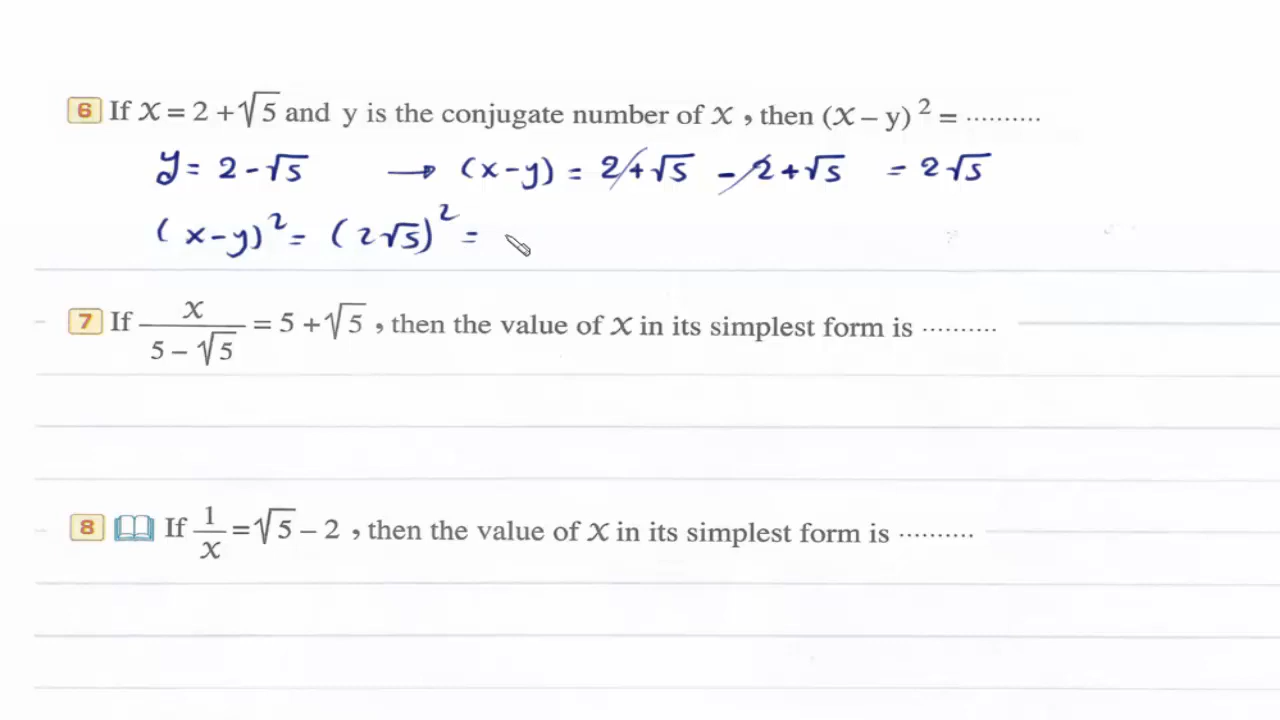 6 If x = 2 + √5 and y is the conjugate number of x , then (x – y) ² = ..........
y = 2 - √5 → (x - y) = 2 + √5 - 2 + √5 = 2√5
(x - y)² = (2√5)² =
7 If x / (5 – √5) = 5 + √5 , then the value of x in its simplest form is ..........
8 If 1/x = √5 – 2 , then the value of x in its simplest form is ..........